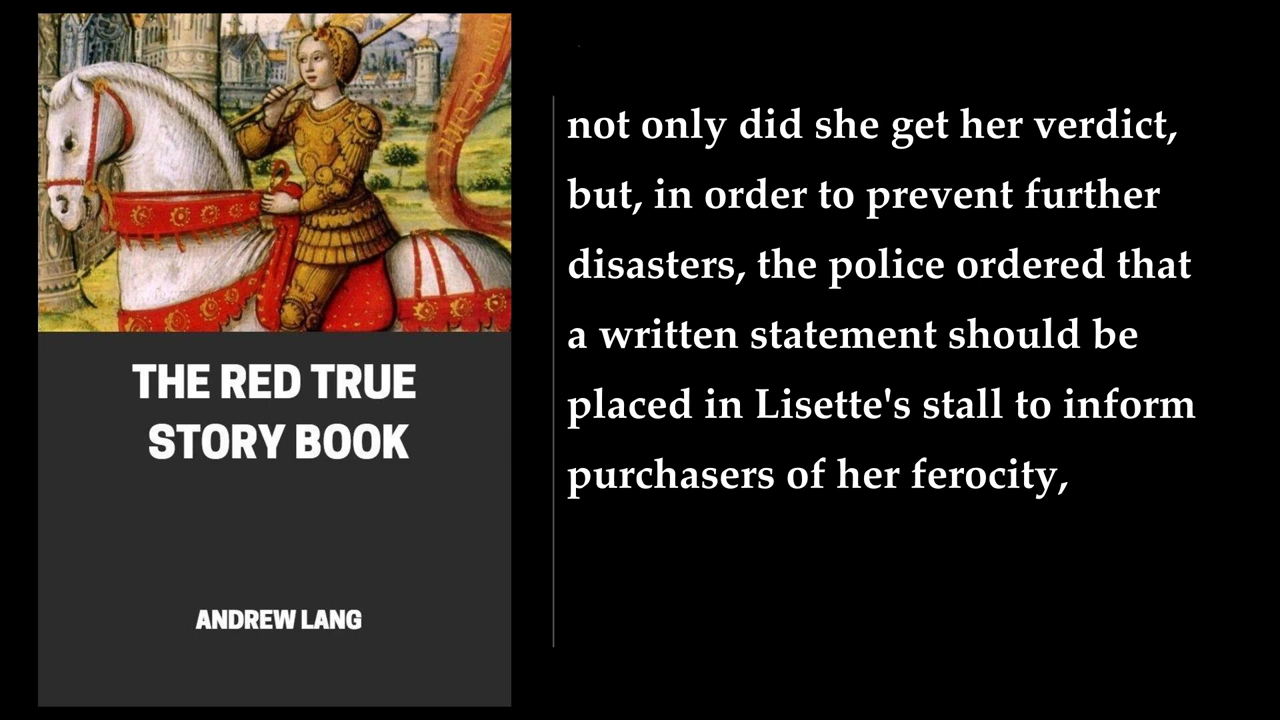 THE RED TRUE
STORY BOOK
ANDREW LANG
not only did she get her verdict,
but, in order to prevent further
disasters, the police ordered that
a written statement should be
placed in Lisette's stall to inform
purchasers of her ferocity,